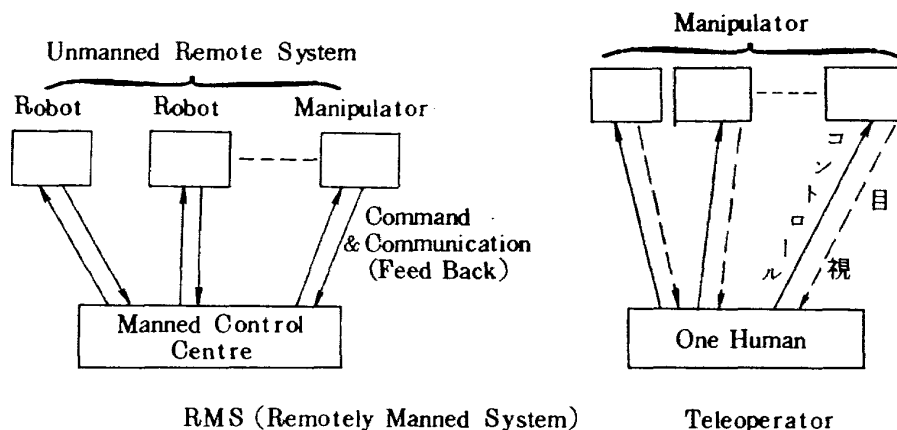 Unmanned Remote System
Robot Robot Manipulator
Command
& Communication
(Feed Back)
Manned Control
Centre
RMS (Remotely Manned System)
Manipulator
コントロール
目視
One Human
Teleoperator